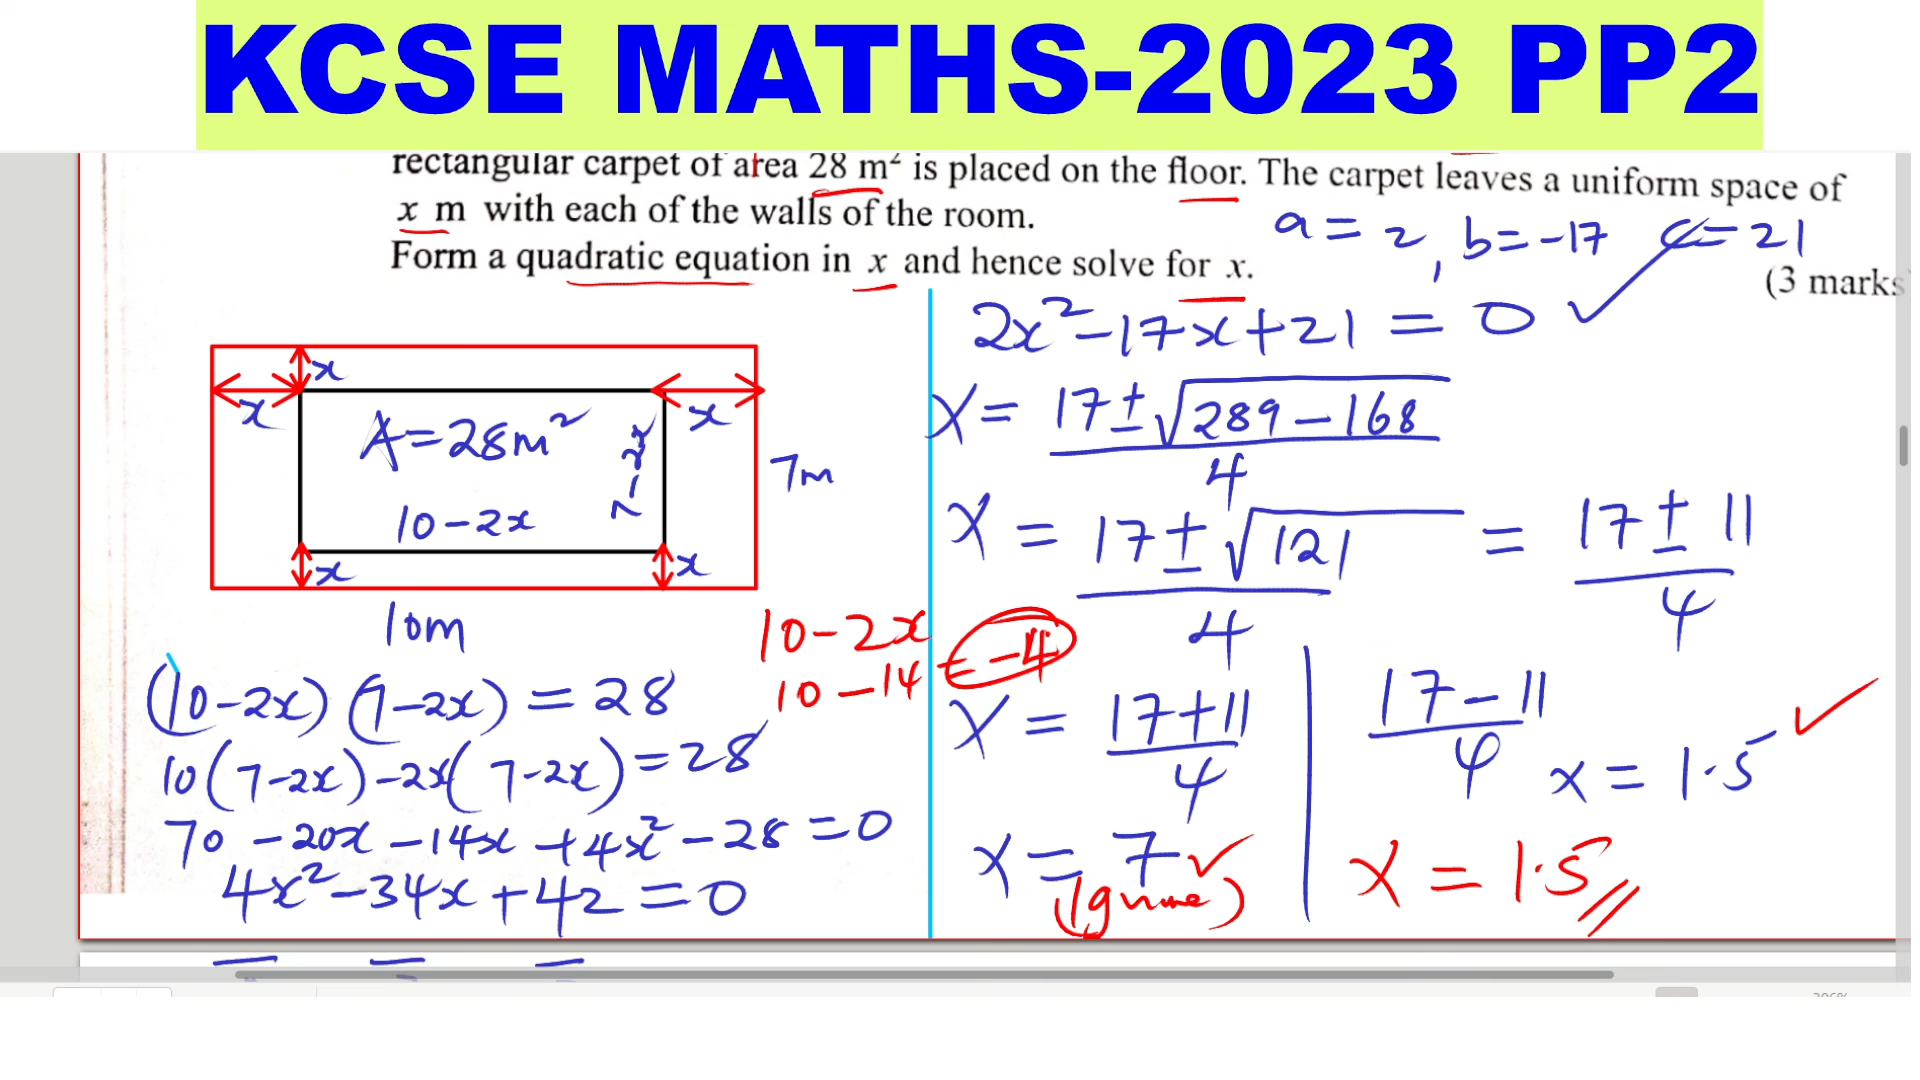 KCSE MATHS-2023 PP2
rectangular carpet of area 28 m² is placed on the floor. The carpet leaves a uniform space of
x m with each of the walls of the room.
Form a quadratic equation in x and hence solve for x.
(3 marks
x
x
x
A=28m²
7-2x
10-2x
7m
x
x
10m
(10-2x)(7-2x) = 28
10(7-2x)-2x(7-2x)=28
70 -20x -14x +4x² -28 =0
4x²-34x+42=0
10-2x
10-14 = -4
a=2, b=-17 c=21
2x²-17x+21=0
x= 17±√289-168
4
x = 17±√121 = 17±11
4 4
x= 17+11
4
17-11
4
x=1.5
x=7
(Ignore)
x=1.5